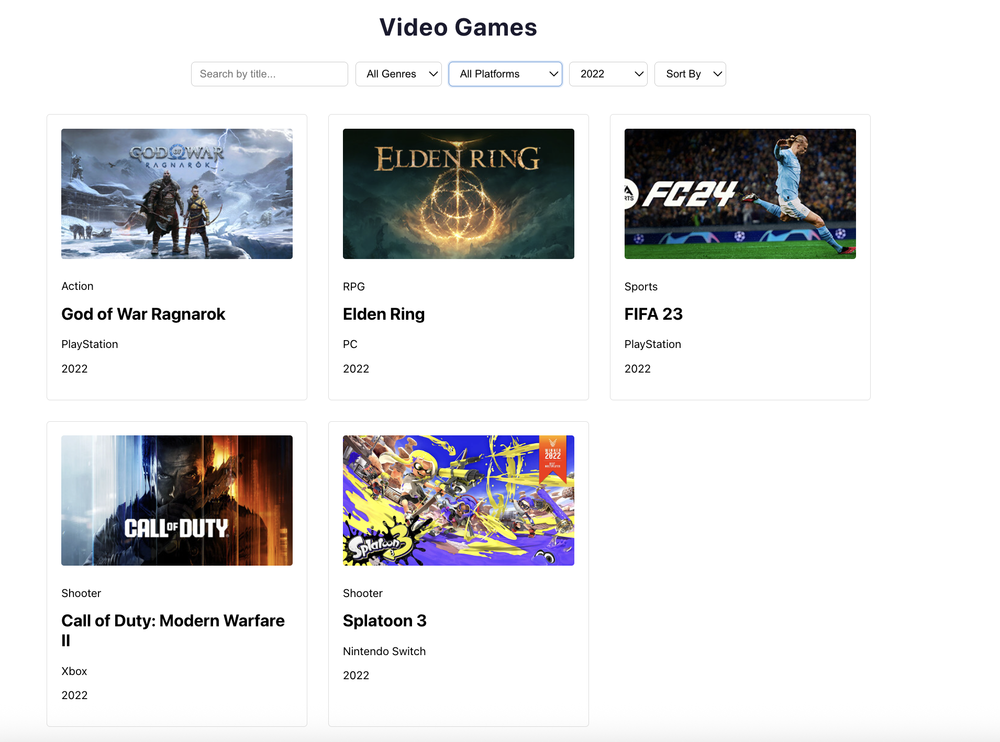 Video Games
Search by title...
All Genres
All Platforms
2022
Sort By
GOD OF WAR
RAGNARÖK
Action
God of War Ragnarok
PlayStation
2022
ELDEN RING
RPG
Elden Ring
PC
2022
RTS
FC24
Sports
FIFA 23
PlayStation
2022
CALL OF DUTY
Shooter
Call of Duty: Modern Warfare
II
Xbox
2022
WINNER
2022
BEST
MULTIPLAYER
Splatoon 3
Shooter
Splatoon 3
Nintendo Switch
2022